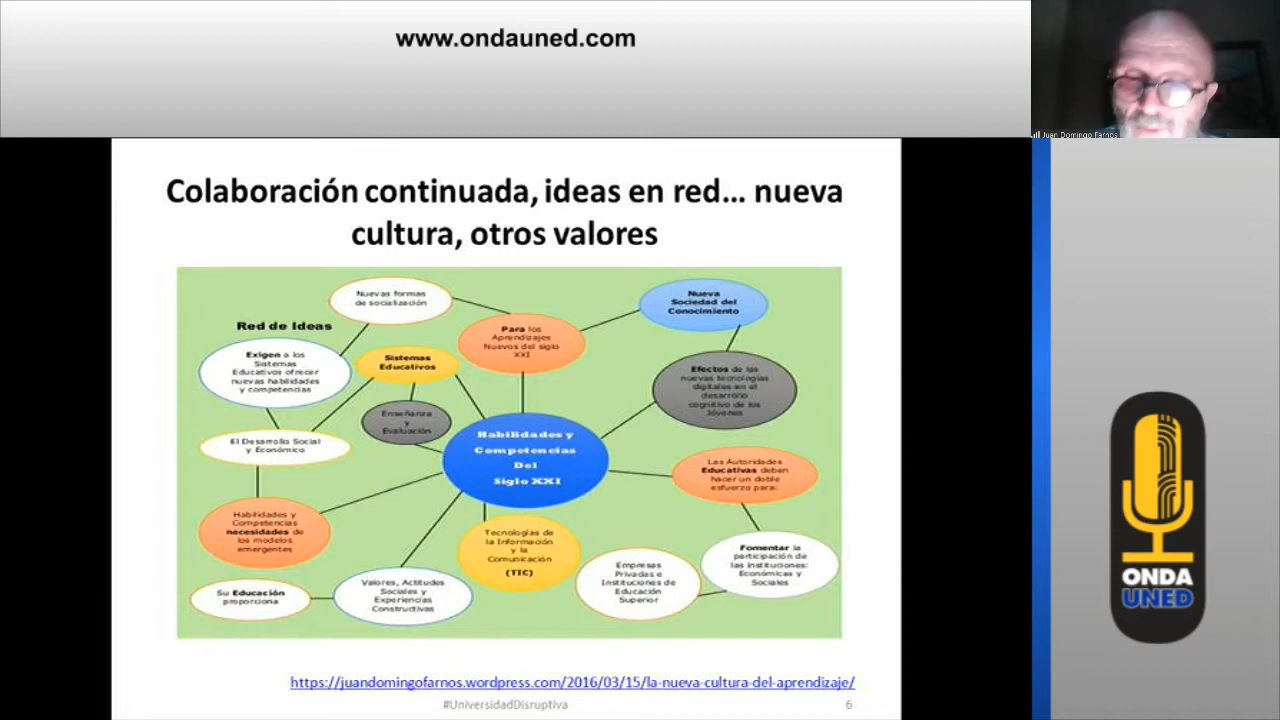 www.ondauned.com
Juan Domingo Farnos
Colaboración continuada, ideas en red... nueva
cultura, otros valores
Nuevas formas
de socialización
Nueva
Sociedad del
Conocimiento
Red de Ideas
Para los
Aprendizajes
Nuevos del siglo
XXI
Exigen a los
Sistemas
Educativos ofrecer
nuevas habilidades
y competencias
Sistemas
Educativos
Efectos de las
nuevas tecnologías
digitales en el
desarrollo
cognitivo de los
Jóvenes
Enseñanza
y
Evaluación
El Desarrollo Social
y Económico
Habilidades y
Competencias
Del
Siglo XXI
Las Autoridades
Educativas deben
hacer un doble
esfuerzo para:
Habilidades y
Competencias
necesidades de
los modelos
emergentes
Tecnologías de
la Información
y la
Comunicación
(TIC)
Fomentar la
participación de
las instituciones:
Económicas y
Sociales
Empresas
Privadas e
Instituciones de
Educación
Superior
Su Educación
proporciona
Valores, Actitudes
Sociales y
Experiencias
Constructivas
ONDA
UNED
https://juandomingofarnos.wordpress.com/2016/03/15/la-nueva-cultura-del-aprendizaje/
#UniversidadDisruptiva
6